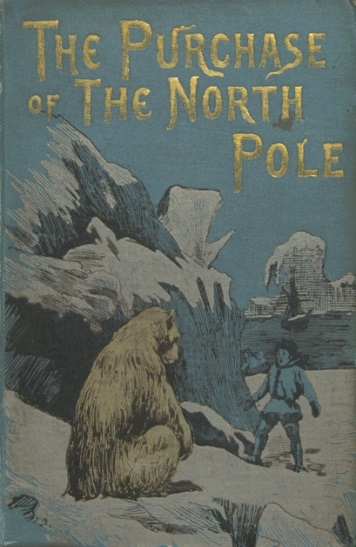 THE PURCHASE
OF THE NORTH
POLE